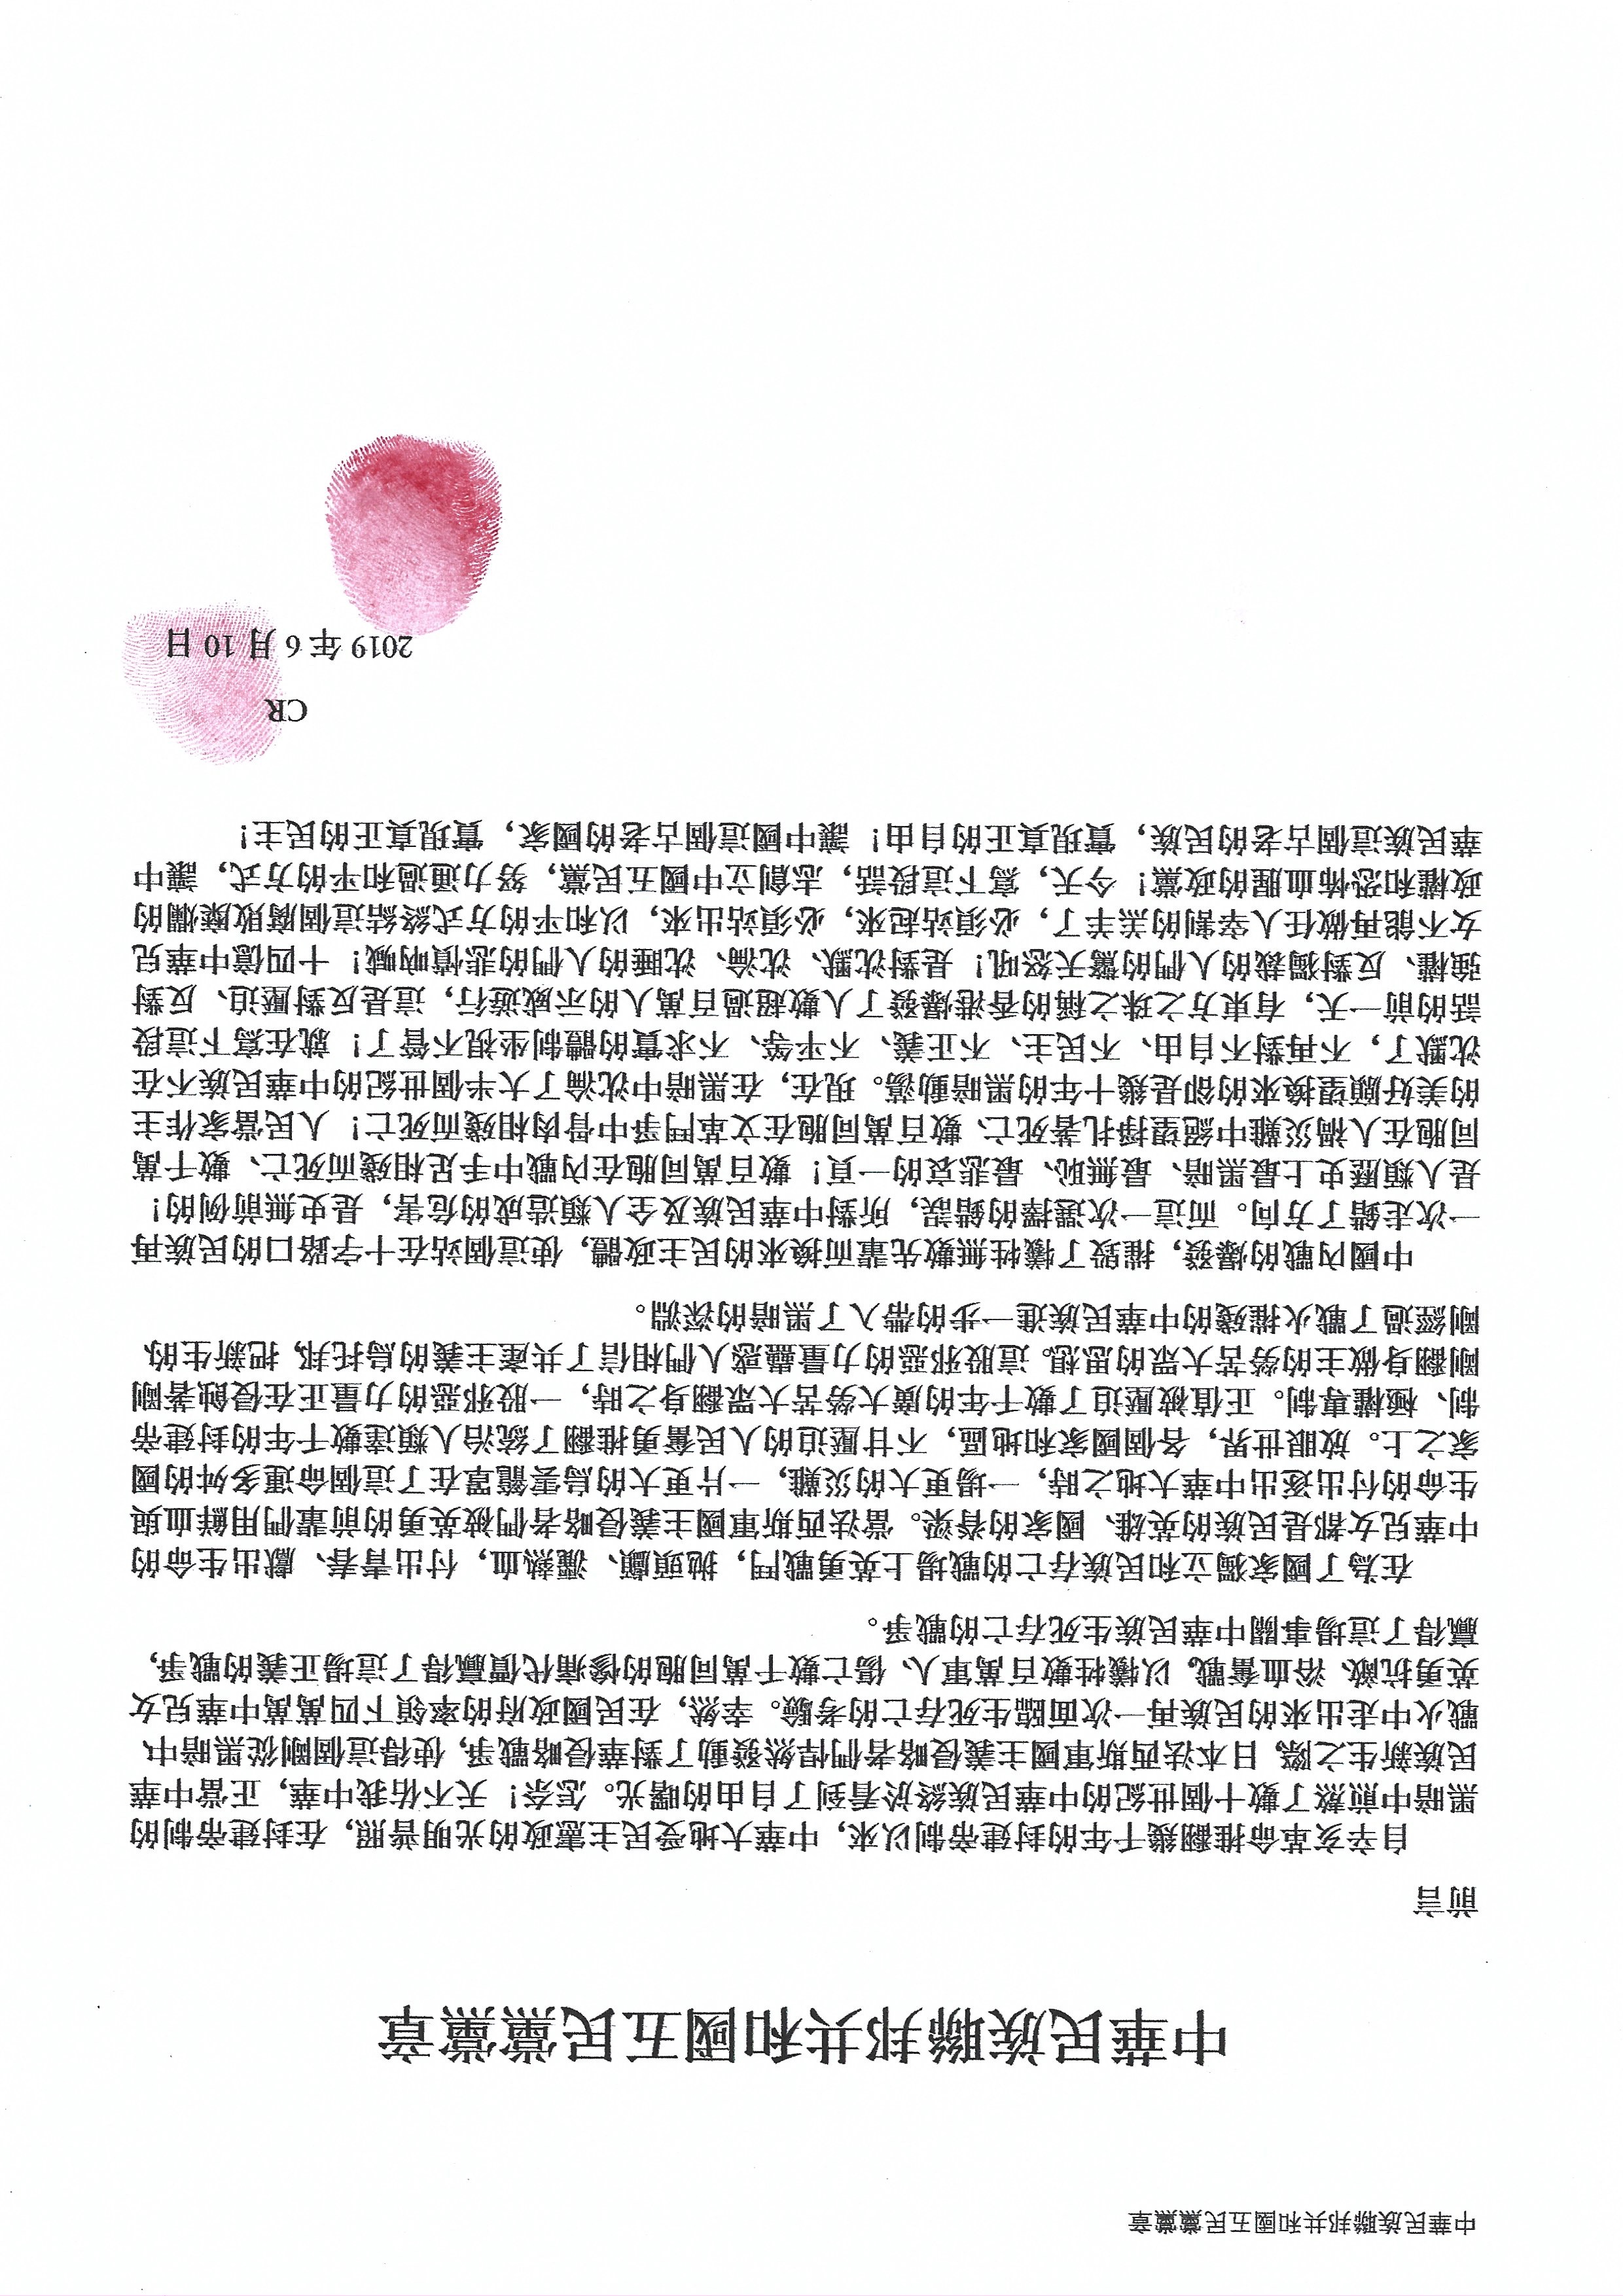 中華民族聯邦共和國五民黨黨章
中華民族聯邦共和國五民黨黨章
前言
自辛亥革命推翻幾千年的封建帝制以來，中華大地受民主憲政的光明普照，在封建帝制的
黑暗中煎熬了數十個世紀的中華民族終於看到了自由的曙光。怎奈！天不佑我中華，正當中華
民族新生之際，日本法西斯軍國主義侵略者們悍然發動了對華侵略戰爭，使得這個剛從黑暗中、
戰火中走出來的民族再一次面臨生死存亡的考驗。幸然，在民國政府的率領下四萬萬中華兒女
英勇抗敵、浴血奮戰，以犧牲數百萬軍人、傷亡數千萬同胞的慘痛代價贏得了這場正義的戰爭，
贏得了這場事關中華民族生死存亡的戰爭。
在為了國家獨立和民族存亡的戰場上英勇戰鬥，拋頭顱、灑熱血，付出青春、獻出生命的
中華兒女都是民族的英雄、國家的脊梁。當法西斯軍國主義侵略者們被英勇的前輩們用鮮血與
生命的付出逐出中華大地之時，一場更大的災難，一片更大的烏雲籠罩在了這個命運多舛的國
家之上。放眼世界，各個國家和地區，不甘壓迫的人民奮勇推翻了統治人類達數千年的封建帝
制、極權專制。正值被壓迫了數千年的廣大勞苦大眾翻身之時，一股邪惡的力量正在侵蝕著剛
剛翻身做主的勞苦大眾的思想。這股邪惡的力量蠱惑人們相信了共產主義的烏托邦，把新生的、
剛經過了戰火摧殘的中華民族進一步的帶入了黑暗的深淵。
中國內戰的爆發，摧毀了犧牲無數先輩而換來的民主政體，使這個站在十字路口的民族再
一次走錯了方向。而這一次選擇的錯誤，所對中華民族及全人類造成的危害，是史無前例的！
是人類歷史上最黑暗、最無恥、最悲哀的一頁！數百萬同胞在內戰中手足相殘而死亡、數千萬
同胞在人禍災難中絕望掙扎著死亡、數百萬同胞在文革鬥爭中骨肉相殘而死亡！人民當家作主
的美好願望換來的卻是幾十年的黑暗動蕩。現在，在黑暗中沈淪了大半個世紀的中華民族不在
沈默了，不再對不自由、不民主、不正義、不平等、不求實的體制坐視不管了！就在寫下這段
話的前一天，有東方之珠之稱的香港爆發了人數超過百萬人的示威遊行，這是反對壓迫、反對
強權、反對獨裁的人們的驚天怒吼！是對沈默、沈淪、沈睡的人們的悲憤吶喊！十四億中華兒
女不能再做任人宰割的羔羊了，必須站起來，必須站出來，以和平的方式終結這個腐敗糜爛的
政權和恐怖血腥的政黨！今天，寫下這段話，志創立中國五民黨，努力通過和平的方式，讓中
華民族這個古老的民族，實現真正的自由！讓中國這個古老的國家，實現真正的民主！
CR
2019 年 6 月 10 日